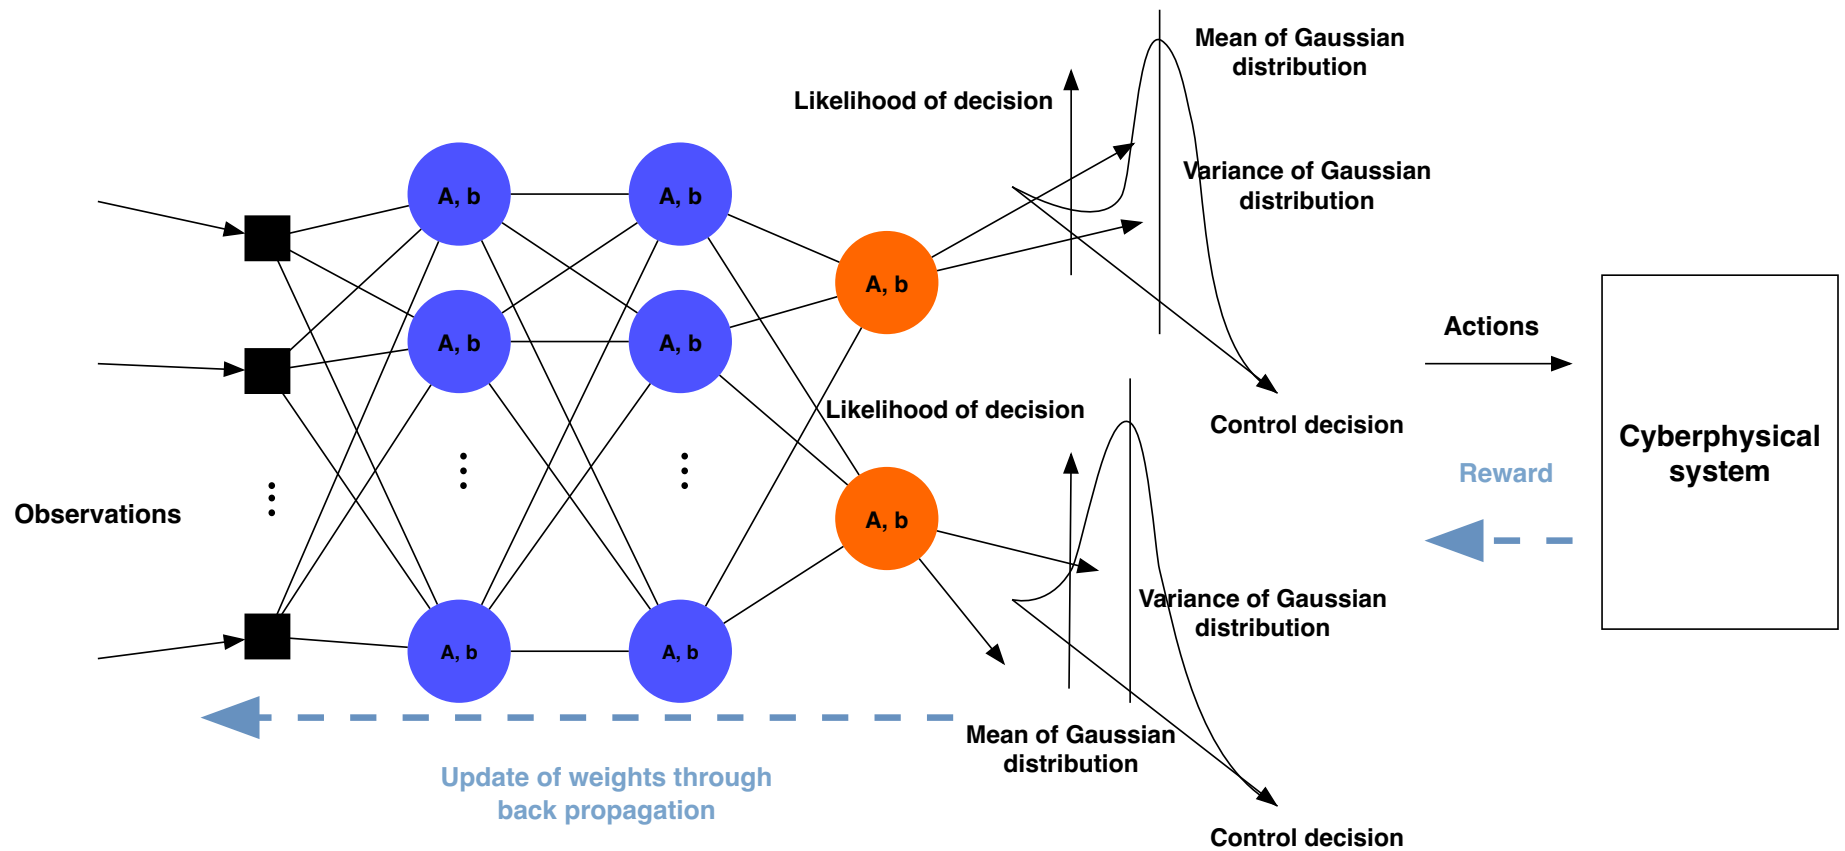 Mean of Gaussian
distribution
Likelihood of decision
Variance of Gaussian
distribution
A, b
A, b
A, b
A, b
A, b
Actions
Likelihood of decision
Control decision
Cyberphysical
system
Reward
Observations
A, b
Variance of Gaussian
distribution
A, b
A, b
Mean of Gaussian
distribution
Update of weights through
back propagation
Control decision